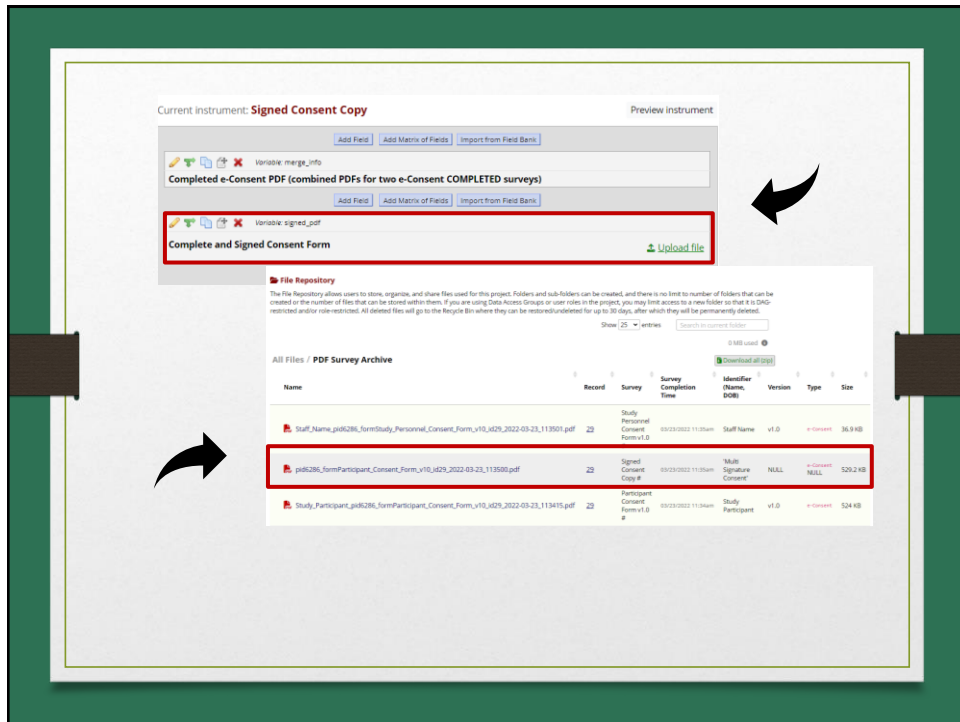 Current instrument: Signed Consent Copy Preview instrument
Add Field Add Matrix of Fields Import from Field Bank
Variable: merge_info
Completed e-Consent PDF (combined PDFs for two e-Consent COMPLETED surveys)
Add Field Add Matrix of Fields Import from Field Bank
Variable: signed_pdf
Complete and Signed Consent Form Upload file
File Repository
The File Repository allows users to store, organize, and share files used for this project. Folders and sub-folders can be created, and there is no limit to number of folders that can be
created or the number of files that can be stored within them. If you are using Data Access Groups or user roles in the project, you may limit access to a new folder so that it is DAG-
restricted and/or role-restricted. All deleted files will go to the Recycle Bin where they can be restored/undeleted for up to 30 days, after which they will be permanently deleted.
Show 25 entries Search in current folder
0 MB used
All Files / PDF Survey Archive Download all (zip)
Name Record Survey Survey Completion Time Identifier (Name, DOB) Version Type Size
Staff_Name_pid6286_formStudy_Personnel_Consent_Form_v10_id29_2022-03-23_113501.pdf 29 Study Personnel Consent Form v1.0 03/23/2022 11:35am Staff Name v1.0 e-Consent 36.9 KB
pid6286_formParticipant_Consent_Form_v10_id29_2022-03-23_113500.pdf 29 Signed Consent Copy # 03/23/2022 11:35am 'Multi Signature Consent' NULL e-Consent NULL 529.2 KB
Study_Participant_pid6286_formParticipant_Consent_Form_v10_id29_2022-03-23_113415.pdf 29 Participant Consent Form v1.0 # 03/23/2022 11:34am Study Participant v1.0 e-Consent 524 KB